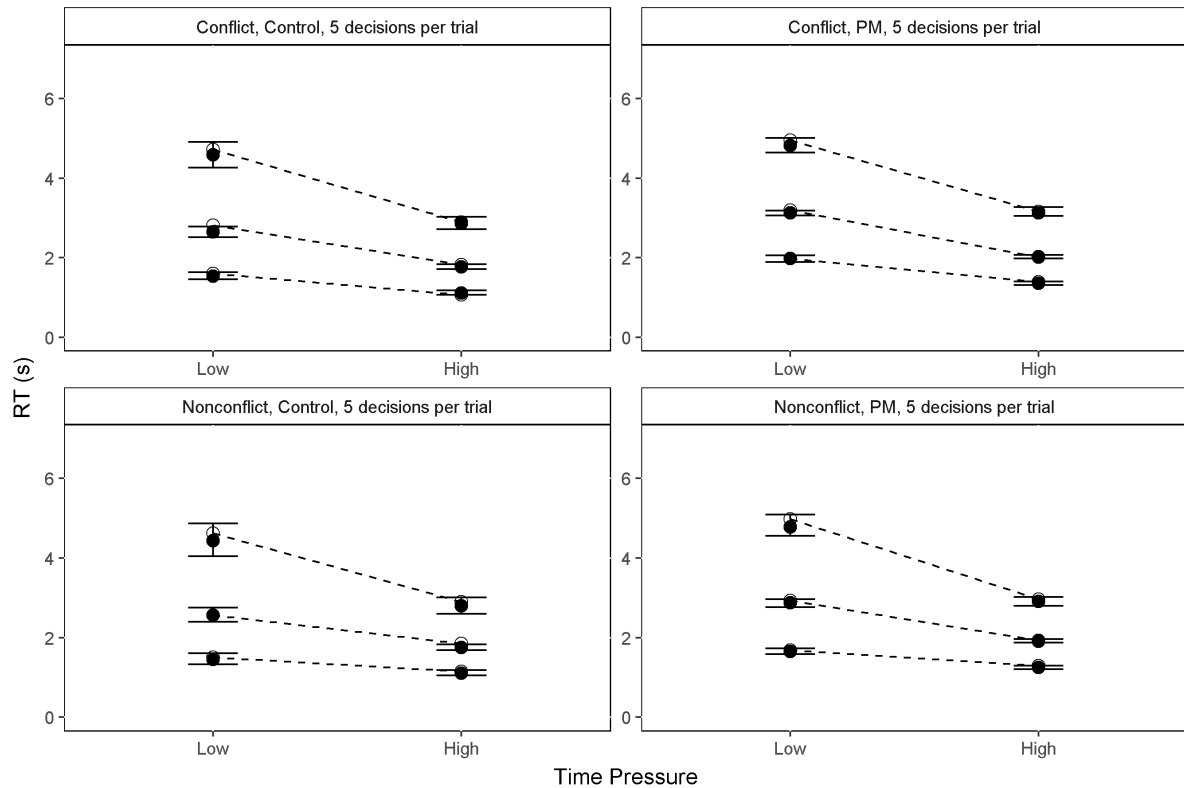 Conflict, Control, 5 decisions per trial
Conflict, PM, 5 decisions per trial
6
4
2
0
6
4
2
0
Low
High
Low
High
RT (s)
Nonconflict, Control, 5 decisions per trial
Nonconflict, PM, 5 decisions per trial
6
4
2
0
6
4
2
0
Low
High
Low
High
Time Pressure